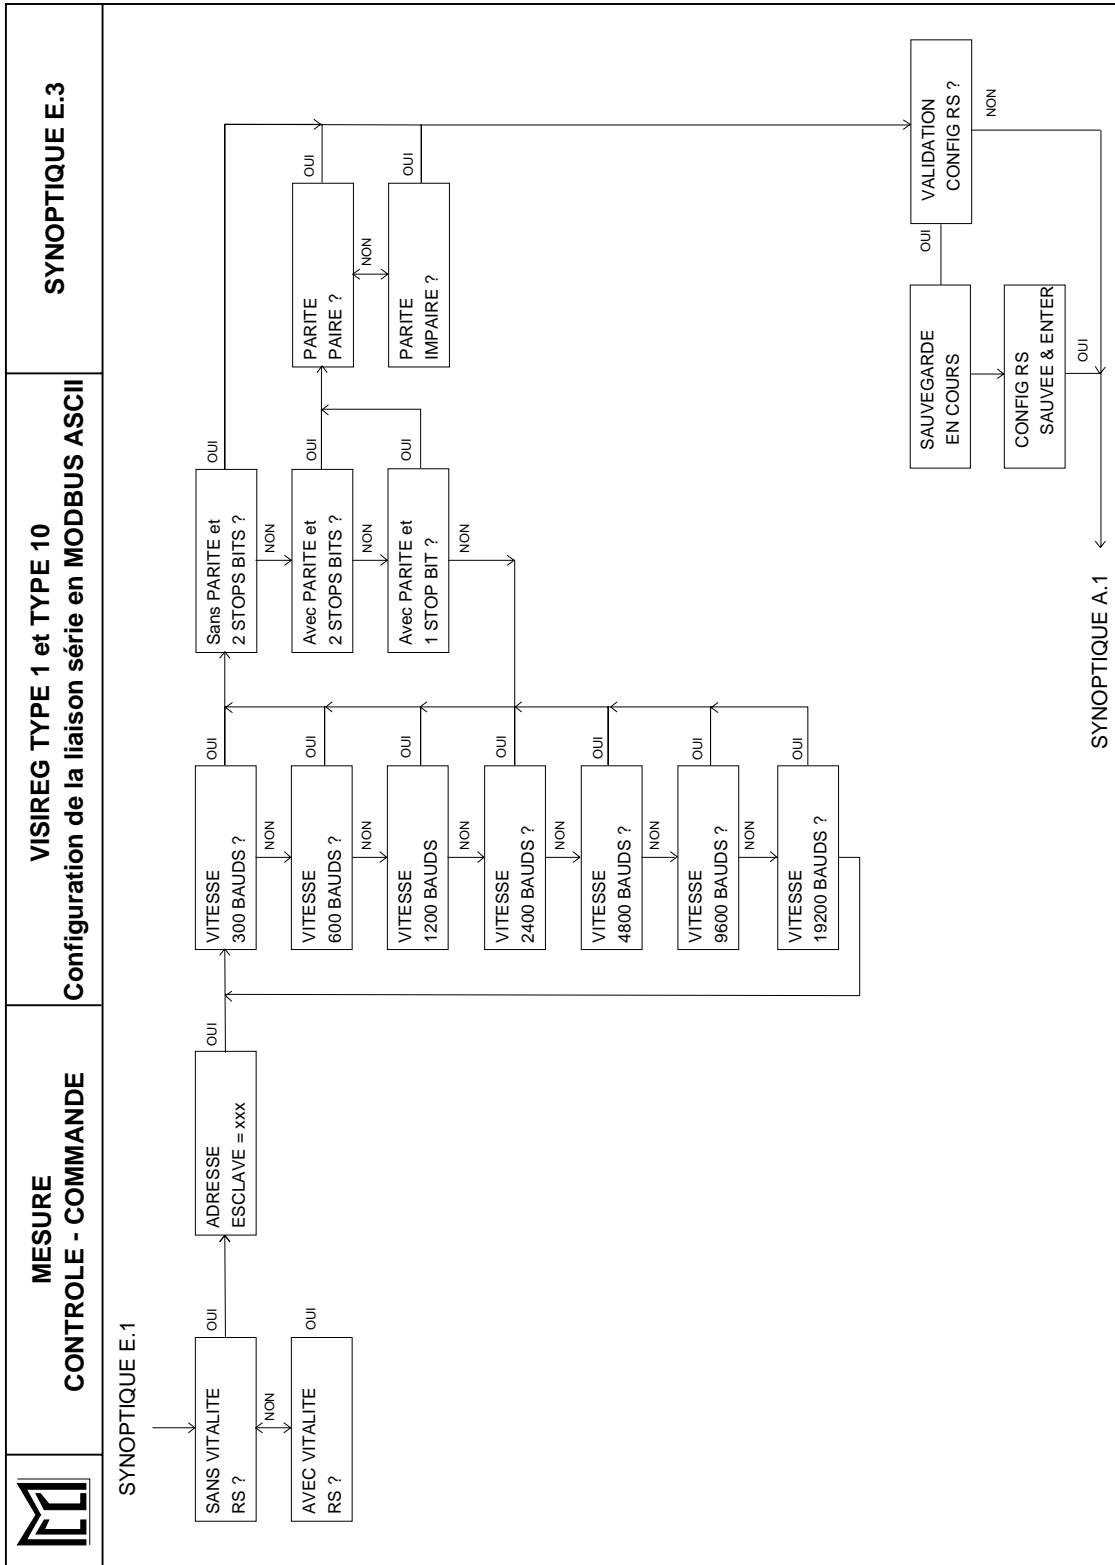 MESURE
CONTROLE - COMMANDE
VISIREG TYPE 1 et TYPE 10
Configuration de la liaison série en MODBUS ASCII
SYNOPTIQUE E.3
SYNOPTIQUE E.1
SANS VITALITE
RS ?
OUI
NON
AVEC VITALITE
RS ?
OUI
ADRESSE
ESCLAVE = xxx
OUI
VITESSE
300 BAUDS ?
OUI
NON
VITESSE
600 BAUDS ?
OUI
NON
VITESSE
1200 BAUDS
OUI
NON
VITESSE
2400 BAUDS ?
OUI
NON
VITESSE
4800 BAUDS ?
OUI
NON
VITESSE
9600 BAUDS ?
OUI
NON
VITESSE
19200 BAUDS ?
OUI
Sans PARITE et
2 STOPS BITS ?
OUI
NON
Avec PARITE et
2 STOPS BITS ?
OUI
NON
Avec PARITE et
1 STOP BIT ?
OUI
NON
PARITE
PAIRE ?
OUI
NON
PARITE
IMPAIRE ?
OUI
VALIDATION
CONFIG RS ?
OUI
NON
SAUVEGARDE
EN COURS
CONFIG RS
SAUVEE & ENTER
OUI
SYNOPTIQUE A.1